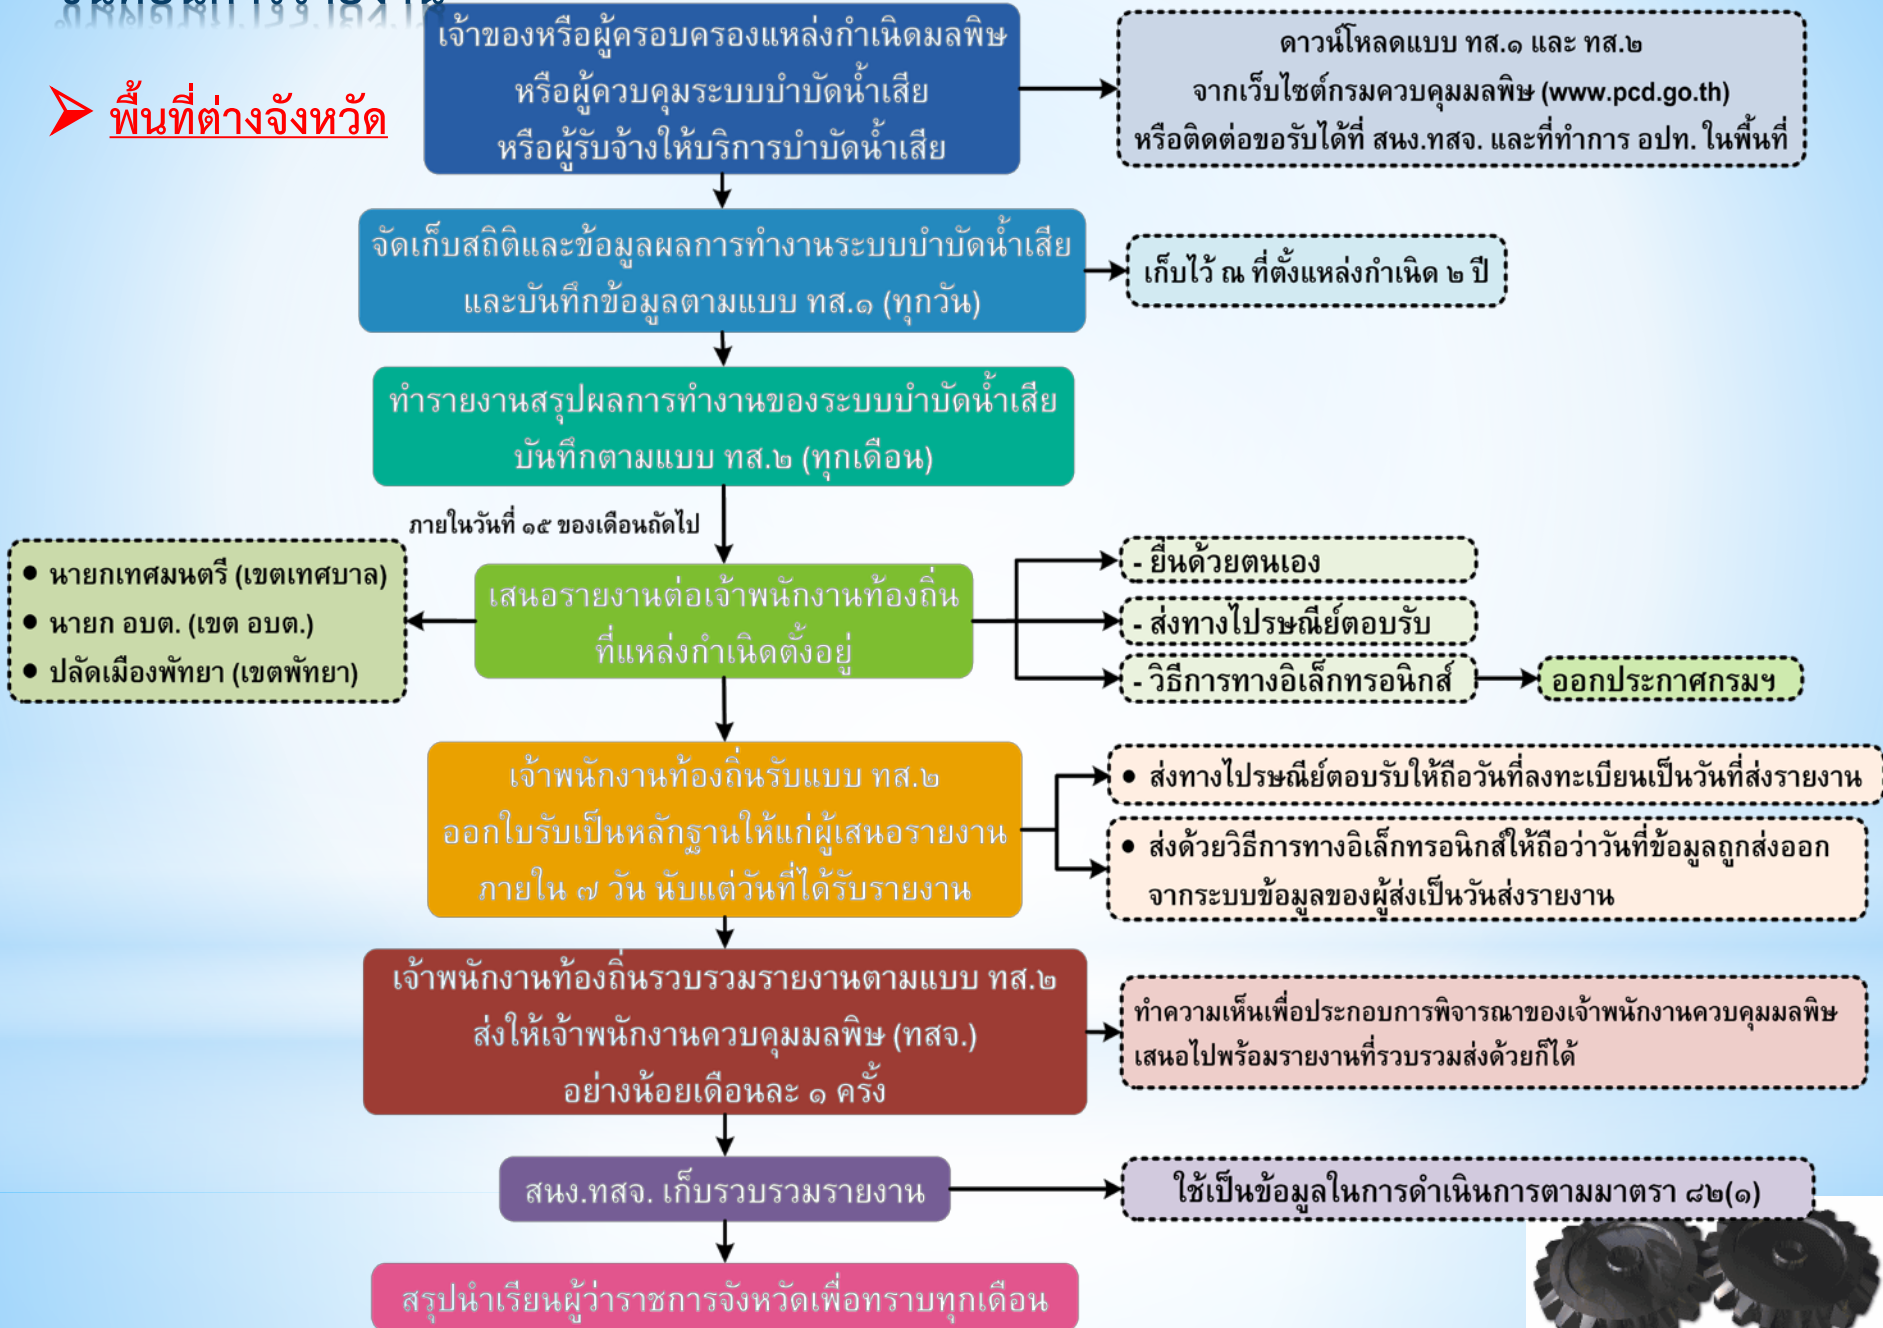 ขั้นตอนการรายงาน
พื้นที่ต่างจังหวัด
เจ้าของหรือผู้ครอบครองแหล่งกำเนิดมลพิษ
หรือผู้ควบคุมระบบบำบัดน้ำเสีย
หรือผู้รับจ้างให้บริการบำบัดน้ำเสีย
ดาวน์โหลดแบบ ทส.๑ และ ทส.๒
จากเว็บไซต์กรมควบคุมมลพิษ (www.pcd.go.th)
หรือติดต่อขอรับได้ที่ สนง.ทสจ. และที่ทำการ อปท. ในพื้นที่
จัดเก็บสถิติและข้อมูลผลการทำงานระบบบำบัดน้ำเสีย
และบันทึกข้อมูลตามแบบ ทส.๑ (ทุกวัน)
เก็บไว้ ณ ที่ตั้งแหล่งกำเนิด ๒ ปี
ทำรายงานสรุปผลการทำงานของระบบบำบัดน้ำเสีย
บันทึกตามแบบ ทส.๒ (ทุกเดือน)
ภายในวันที่ ๑๕ ของเดือนถัดไป
● นายกเทศมนตรี (เขตเทศบาล)
● นายก อบต. (เขต อบต.)
● ปลัดเมืองพัทยา (เขตพัทยา)
เสนอรายงานต่อเจ้าพนักงานท้องถิ่น
ที่แหล่งกำเนิดตั้งอยู่
- ยื่นด้วยตนเอง
- ส่งทางไปรษณีย์ตอบรับ
- วิธีการทางอิเล็กทรอนิกส์
ออกประกาศกรมฯ
เจ้าพนักงานท้องถิ่นรับแบบ ทส.๒
ออกใบรับเป็นหลักฐานให้แก่ผู้เสนอรายงาน
ภายใน ๗ วัน นับแต่วันที่ได้รับรายงาน
● ส่งทางไปรษณีย์ตอบรับให้ถือวันที่ลงทะเบียนเป็นวันที่ส่งรายงาน
● ส่งด้วยวิธีการทางอิเล็กทรอนิกส์ให้ถือว่าวันที่ข้อมูลถูกส่งออก
จากระบบข้อมูลของผู้ส่งเป็นวันส่งรายงาน
เจ้าพนักงานท้องถิ่นรวบรวมรายงานตามแบบ ทส.๒
ส่งให้เจ้าพนักงานควบคุมมลพิษ (ทสจ.)
อย่างน้อยเดือนละ ๑ ครั้ง
ทำความเห็นเพื่อประกอบการพิจารณาของเจ้าพนักงานควบคุมมลพิษ
เสนอไปพร้อมรายงานที่รวบรวมส่งด้วยก็ได้
สนง.ทสจ. เก็บรวบรวมรายงาน
ใช้เป็นข้อมูลในการดำเนินการตามมาตรา ๘๒(๑)
สรุปนำเรียนผู้ว่าราชการจังหวัดเพื่อทราบทุกเดือน